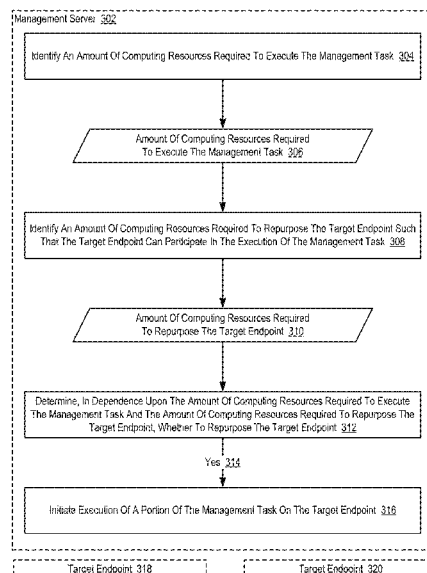 Management Server 302
Identify An Amount Of Computing Resources Required To Execute The Management Task 304
Amount Of Computing Resources Required
To Execute The Management Task 306
Identify An Amount Of Computing Resources Required To Repurpose The Target Endpoint Such
That The Target Endpoint Can Participate In The Execution Of The Management Task 308
Amount Of Computing Resources Required
To Repurpose The Target Endpoint 310
Determine, In Dependence Upon The Amount Of Computing Resources Required To Execute
The Management Task And The Amount Of Computing Resources Required To Repurpose The
Target Endpoint, Whether To Repurpose The Target Endpoint 312
Yes 314
Initiate Execution Of A Portion Of The Management Task On The Target Endpoint 316
Target Endpoint 318
Target Endpoint 320